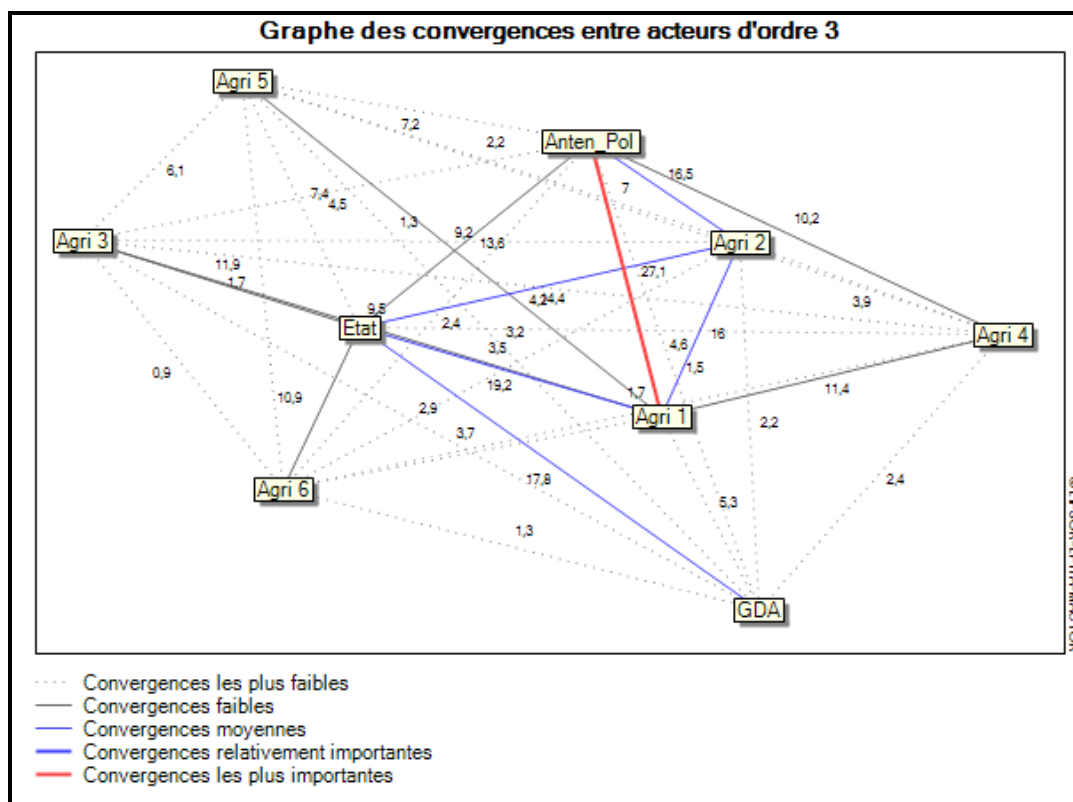 Graphe des convergences entre acteurs d'ordre 3
Agri 5
7,2
2,2
Anten_Pol
6,1
7,4
4,5
1,3
7
16,5
10,2
Agri 3
9,2
13,6
Agri 2
11,9
1,7
27,1
9,5
3,9
Etat
2,4
3,2
3,5
4,6
16
1,5
Agri 4
0,9
10,9
19,2
1,7
11,4
2,9
3,7
Agri 1
2,2
Agri 6
17,8
2,4
5,3
1,3
GDA
Convergences les plus faibles
Convergences faibles
Convergences moyennes
Convergences relativement importantes
Convergences les plus importantes